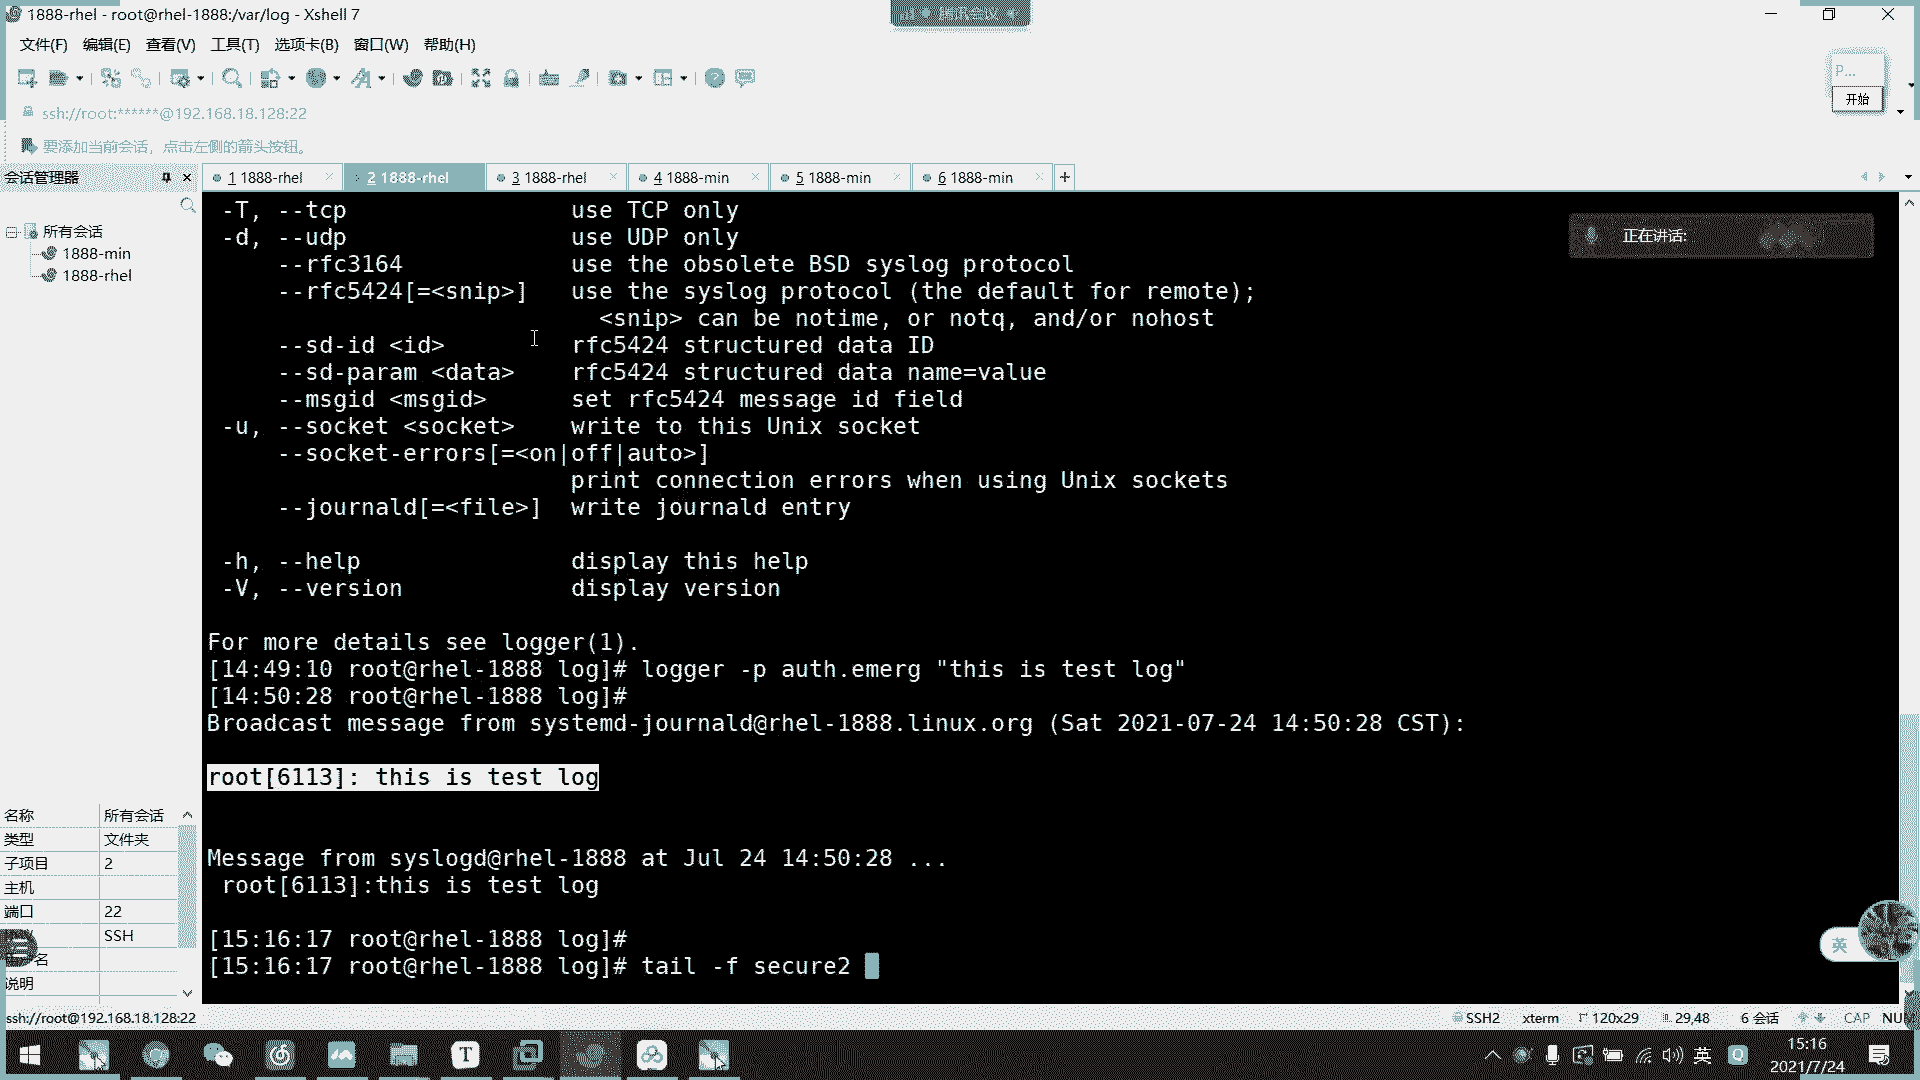 1888-rhel - root@rhel-1888:/var/log - Xshell 7
腾讯会议
文件(F) 编辑(E) 查看(V) 工具(T) 选项卡(B) 窗口(W) 帮助(H)
P...
开始
ssh://root:******@192.168.18.128:22
要添加当前会话，点击左侧的箭头按钮。
会话管理器
1 1888-rhel 2 1888-rhel 3 1888-rhel 4 1888-min 5 1888-min 6 1888-min +
所有会话
1888-min
1888-rhel
正在讲话:
-T, --tcp use TCP only
-d, --udp use UDP only
--rfc3164 use the obsolete BSD syslog protocol
--rfc5424[=<snip>] use the syslog protocol (the default for remote);
<snip> can be notime, or notq, and/or nohost
--sd-id <id> rfc5424 structured data ID
--sd-param <data> rfc5424 structured data name=value
--msgid <msgid> set rfc5424 message id field
-u, --socket <socket> write to this Unix socket
--socket-errors[=<on|off|auto>]
print connection errors when using Unix sockets
--journald[=<file>] write journald entry
-h, --help display this help
-V, --version display version
For more details see logger(1).
[14:49:10 root@rhel-1888 log]# logger -p auth.emerg "this is test log"
[14:50:28 root@rhel-1888 log]#
Broadcast message from systemd-journald@rhel-1888.linux.org (Sat 2021-07-24 14:50:28 CST):
root[6113]: this is test log
Message from syslogd@rhel-1888 at Jul 24 14:50:28 ...
root[6113]:this is test log
[15:16:17 root@rhel-1888 log]#
[15:16:17 root@rhel-1888 log]# tail -f secure2
名称 所有会话
类型 文件夹
子项目 2
主机
端口 22
SSH
名
说明
英
ssh://root@192.168.18.128:22
SSH2 xterm 120x29 29,48 6 会话 CAP NUM
英
15:16
2021/7/24